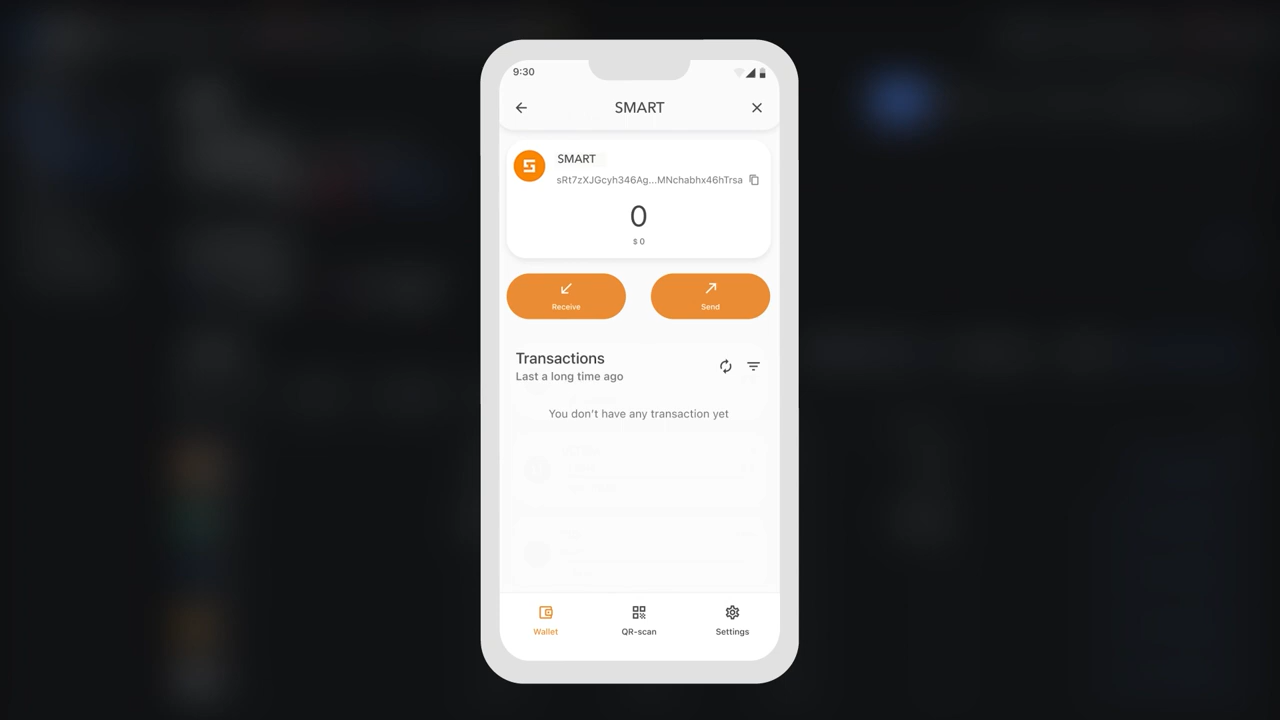 9:30
SMART
SMART
sRt7zXJGcyh346Ag...MNchabhx46hTrsa
0
$ 0
Receive
Send
Transactions
Last a long time ago
You don't have any transaction yet
Wallet
QR-scan
Settings